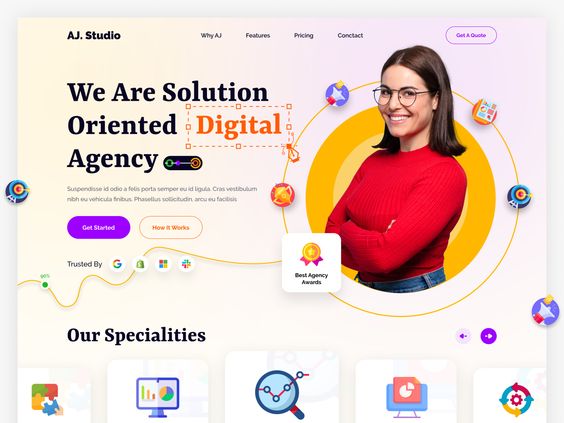 AJ. Studio
Why AJ
Features
Pricing
Conctact
Get A Quote
We Are Solution
Oriented Digital
Agency
Suspendisse id odio a felis porta semper eu id ligula. Cras vestibulum
nibh eu vehicula finibus. Phasellus sollicitudin, arcu eu facilisis
Get Started
How It Works
Trusted By
96%
Best Agency
Awards
Our Specialities